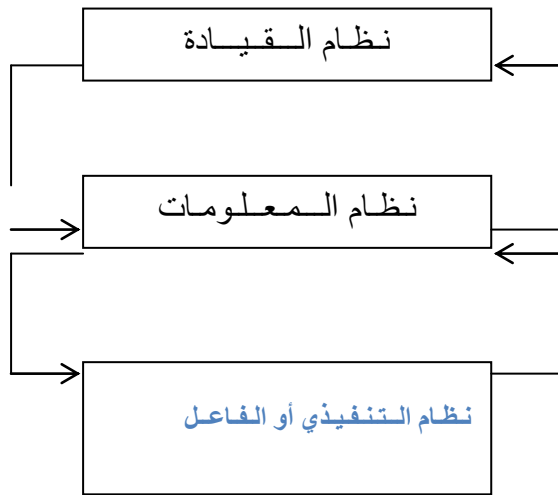 نظام القيادة
نظام المعلومات
نظام التنفيذي أو الفاعل